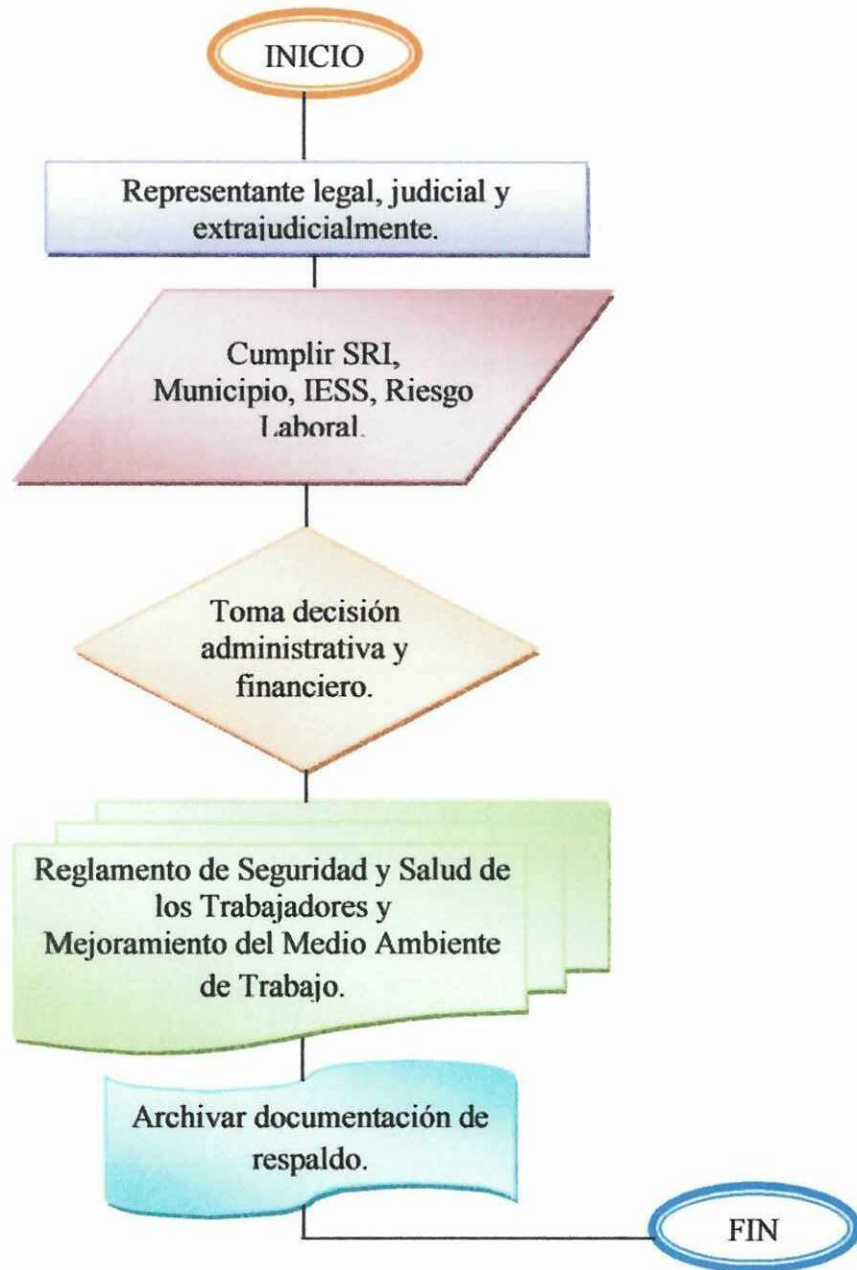 INICIO
Representante legal, judicial y
extrajudicialmente.
Cumplir SRI,
Municipio, IESS, Riesgo
Laboral.
Toma decisión
administrativa y
financiero.
Reglamento de Seguridad y Salud de
los Trabajadores y
Mejoramiento del Medio Ambiente
de Trabajo.
Archivar documentación de
respaldo.
FIN